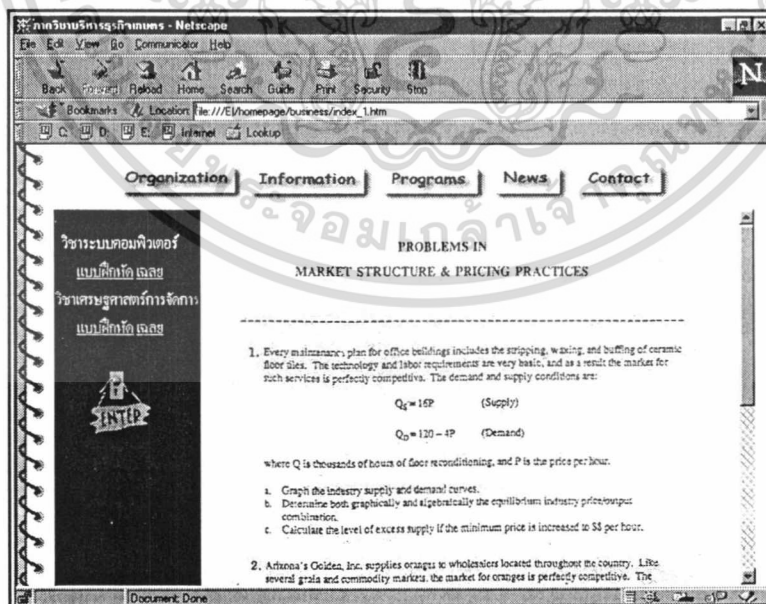 ภาควิชาบริหารธุรกิจเกษตร - Netscape
File Edit View Go Communicator Help
Back Forward Reload Home Search Guide Print Security Stop
N
Bookmarks Location: file:///E|/homepage/business/index_1.htm
C: D: E: Internet Lookup
Organization Information Programs News Contact
วิชาระบบคอมพิวเตอร์
แบบฝึกหัด เฉลย
วิชาเศรษฐศาสตร์การจัดการ
แบบฝึกหัด เฉลย
ENTER
PROBLEMS IN
MARKET STRUCTURE & PRICING PRACTICES
1. Every maintenance plan for office buildings includes the stripping, waxing, and buffing of ceramic
floor tiles. The technology and labor requirements are very basic, and as a result the market for
such services is perfectly competitive. The demand and supply conditions are:
QS = 16P (Supply)
QD = 120 – 4P (Demand)
where Q is thousands of hours of floor reconditioning, and P is the price per hour.
a. Graph the industry supply and demand curves.
b. Determine both graphically and algebraically the equilibrium industry price/output
combination.
c. Calculate the level of excess supply if the minimum price is increased to per hour.
2. Arizona's Golden, Inc. supplies oranges to wholesalers located throughout the country. Like
several grain and commodity markets, the market for oranges is perfectly competitive. The
Document: Done